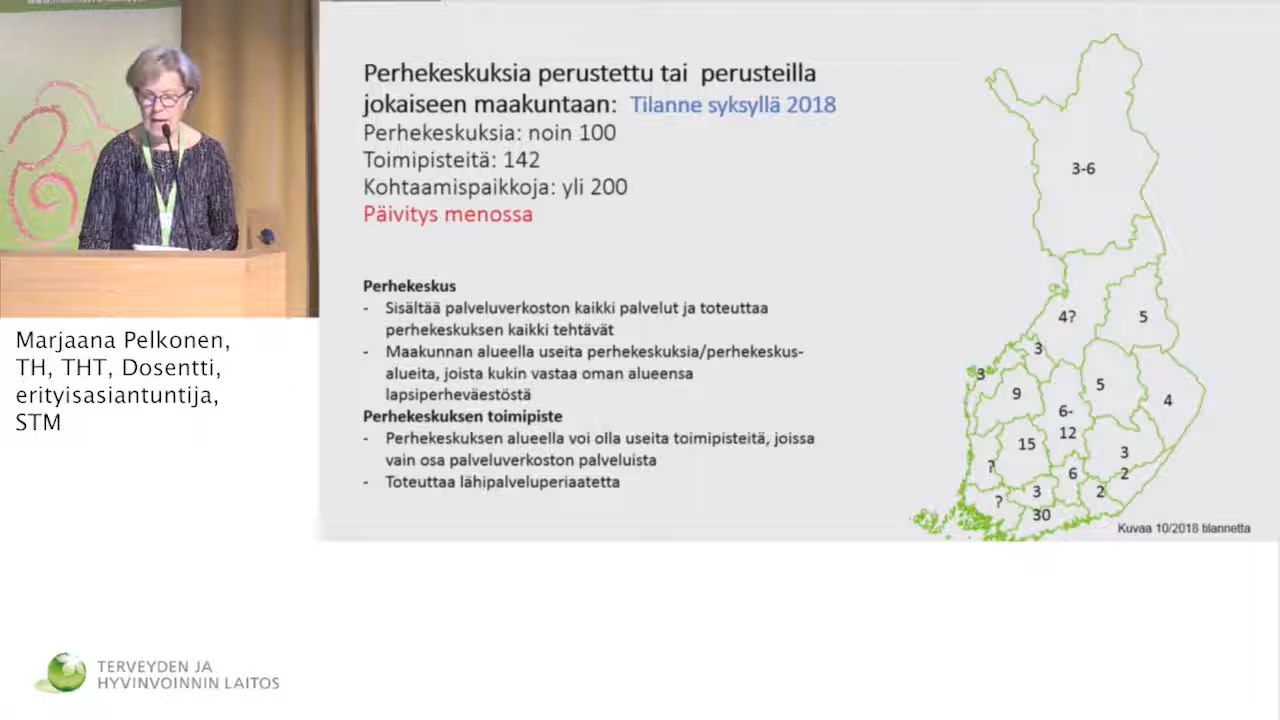 Perhekeskuksia perustettu tai perusteilla
jokaiseen maakuntaan: Tilanne syksyllä 2018
Perhekeskuksia: noin 100
Toimipisteitä: 142
Kohtaamispaikkoja: yli 200
Päivitys menossa
Perhekeskus
- Sisältää palveluverkoston kaikki palvelut ja toteuttaa
perhekeskuksen kaikki tehtävät
- Maakunnan alueella useita perhekeskuksia/perhekeskus-
alueita, joista kukin vastaa oman alueensa
lapsiperheväestöstä
Perhekeskuksen toimipiste
- Perhekeskuksen alueella voi olla useita toimipisteitä, joissa
vain osa palveluverkoston palveluista
- Toteuttaa lähipalveluperiaatetta
3-6
4?
5
3
3
9
5
4
6-
12
15
3
?
6
2
3
2
?
30
Kuvaa 10/2018 tilannetta
Marjaana Pelkonen,
TH, THT, Dosentti,
erityisasiantuntija,
STM
TERVEYDEN JA
HYVINVOINNIN LAITOS